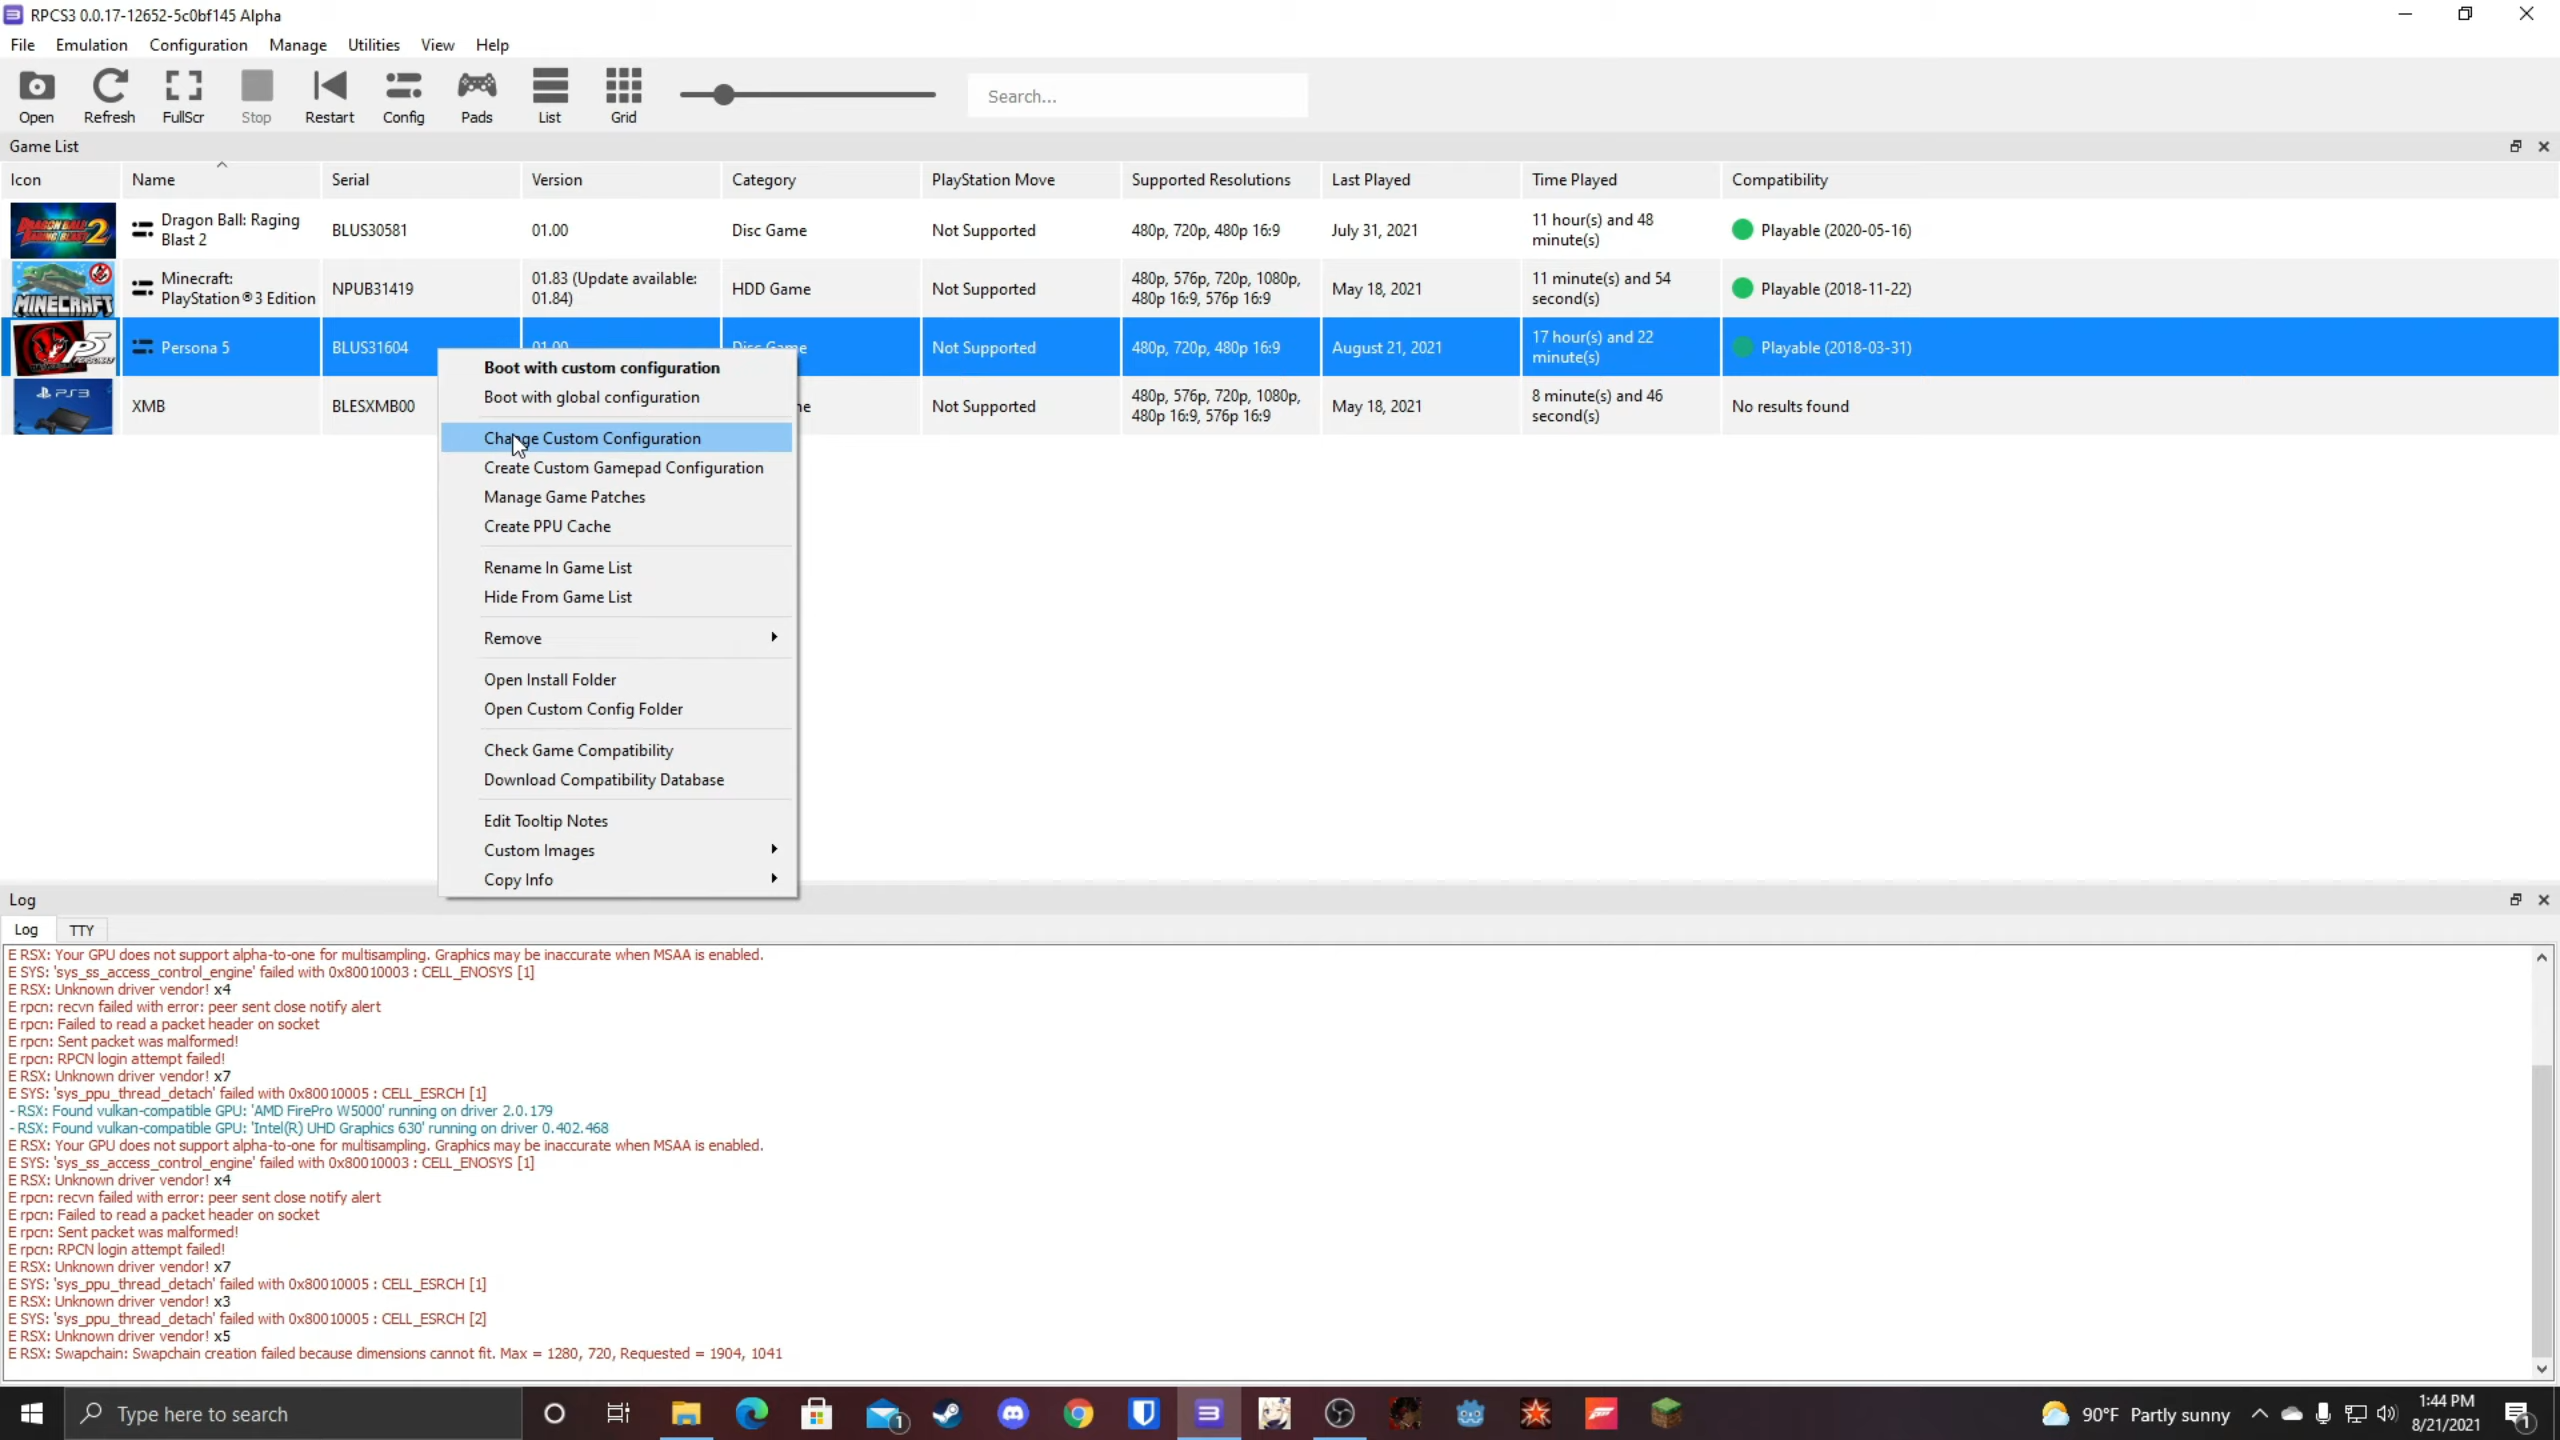 RPCS3 0.0.17-12652-5c0bf145 Alpha
File Emulation Configuration Manage Utilities View Help
Open Refresh FullScr Stop Restart Config Pads List Grid Search...
Game List
Icon Name Serial Version Category PlayStation Move Supported Resolutions Last Played Time Played Compatibility
Dragon Ball: Raging
Blast 2
BLUS30581 01.00 Disc Game Not Supported 480p, 720p, 480p 16:9 July 31, 2021
11 hour(s) and 48
minute(s)
Playable (2020-05-16)
MINECRAFT
Minecraft:
PlayStation®3 Edition
NPUB31419
01.83 (Update available:
01.84)
HDD Game Not Supported
480p, 576p, 720p, 1080p,
480p 16:9, 576p 16:9
May 18, 2021
11 minute(s) and 54
second(s)
Playable (2018-11-22)
P5
Persona 5 BLUS31604 01.00 Disc Game Not Supported 480p, 720p, 480p 16:9 August 21, 2021
17 hour(s) and 22
minute(s)
Playable (2018-03-31)
PS3
XMB BLESXMB00
Not Supported
480p, 576p, 720p, 1080p,
480p 16:9, 576p 16:9
May 18, 2021
8 minute(s) and 46
second(s)
No results found
Boot with custom configuration
Boot with global configuration
Change Custom Configuration
Create Custom Gamepad Configuration
Manage Game Patches
Create PPU Cache
Rename In Game List
Hide From Game List
Remove
Open Install Folder
Open Custom Config Folder
Check Game Compatibility
Download Compatibility Database
Edit Tooltip Notes
Custom Images
Copy Info
Log
Log TTY
E RSX: Your GPU does not support alpha-to-one for multisampling. Graphics may be inaccurate when MSAA is enabled.
E SYS: 'sys_ss_access_control_engine' failed with 0x80010003 : CELL_ENOSYS [1]
E RSX: Unknown driver vendor! x4
E rpcn: recvn failed with error: peer sent close notify alert
E rpcn: Failed to read a packet header on socket
E rpcn: Sent packet was malformed!
E rpcn: RPCN login attempt failed!
E RSX: Unknown driver vendor! x7
E SYS: 'sys_ppu_thread_detach' failed with 0x80010005 : CELL_ESRCH [1]
- RSX: Found vulkan-compatible GPU: 'AMD FirePro W5000' running on driver 2.0.179
- RSX: Found vulkan-compatible GPU: 'Intel(R) UHD Graphics 630' running on driver 0.402.468
E RSX: Your GPU does not support alpha-to-one for multisampling. Graphics may be inaccurate when MSAA is enabled.
E SYS: 'sys_ss_access_control_engine' failed with 0x80010003 : CELL_ENOSYS [1]
E RSX: Unknown driver vendor! x4
E rpcn: recvn failed with error: peer sent close notify alert
E rpcn: Failed to read a packet header on socket
E rpcn: Sent packet was malformed!
E rpcn: RPCN login attempt failed!
E RSX: Unknown driver vendor! x7
E SYS: 'sys_ppu_thread_detach' failed with 0x80010005 : CELL_ESRCH [1]
E RSX: Unknown driver vendor! x3
E SYS: 'sys_ppu_thread_detach' failed with 0x80010005 : CELL_ESRCH [2]
E RSX: Unknown driver vendor! x5
E RSX: Swapchain: Swapchain creation failed because dimensions cannot fit. Max = 1280, 720, Requested = 1904, 1041
Type here to search
1
90°F Partly sunny
1:44 PM
8/21/2021
1